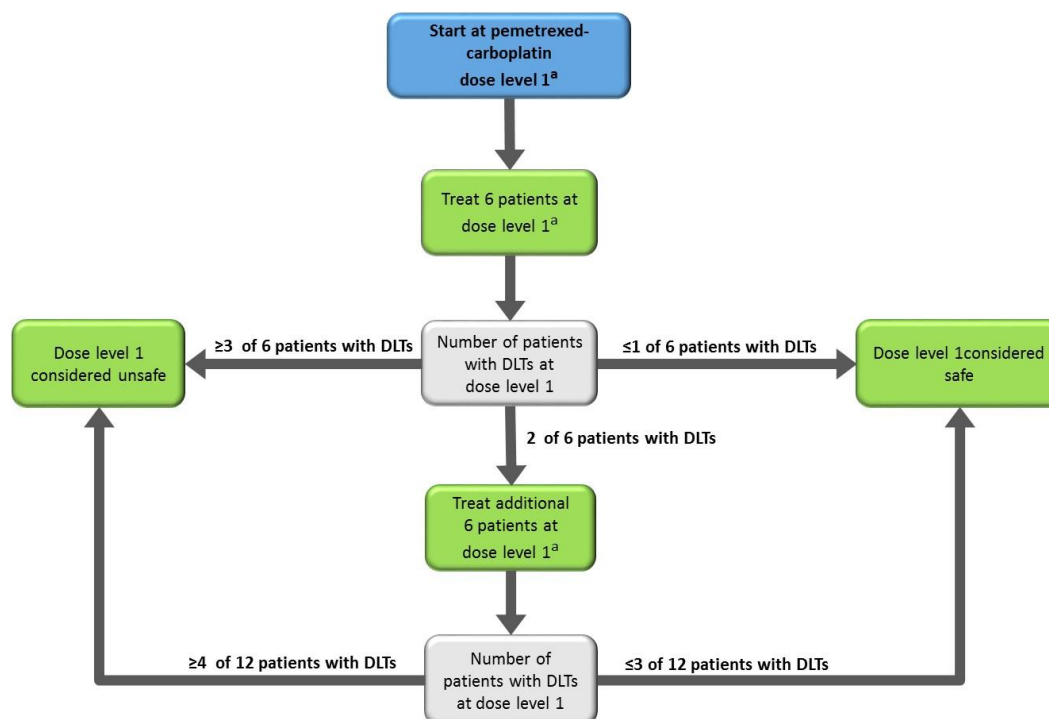 Start at pemetrexed-
carboplatin
dose level 1ª
Treat 6 patients at
dose level 1ª
Dose level 1
considered unsafe
≥3 of 6 patients with DLTs
Number of patients
with DLTs at
dose level 1
≤1 of 6 patients with DLTs
Dose level 1considered
safe
2 of 6 patients with DLTs
Treat additional
6 patients at
dose level 1ª
≥4 of 12 patients with DLTs
Number of
patients with DLTs
at dose level 1
≤3 of 12 patients with DLTs